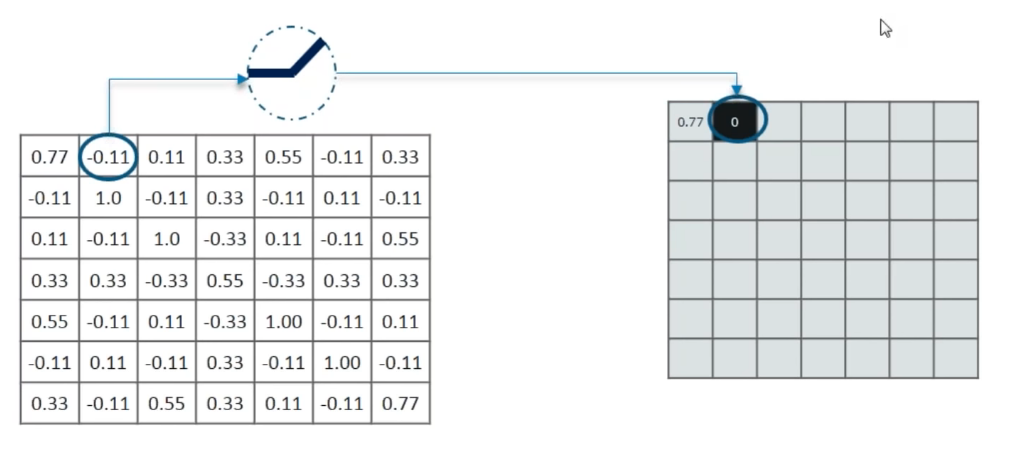 0.77 0
0.77 -0.11 0.11 0.33 0.55 -0.11 0.33
-0.11 1.0 -0.11 0.33 -0.11 0.11 -0.11
0.11 -0.11 1.0 -0.33 0.11 -0.11 0.55
0.33 0.33 -0.33 0.55 -0.33 0.33 0.33
0.55 -0.11 0.11 -0.33 1.00 -0.11 0.11
-0.11 0.11 -0.11 0.33 -0.11 1.00 -0.11
0.33 -0.11 0.55 0.33 0.11 -0.11 0.77